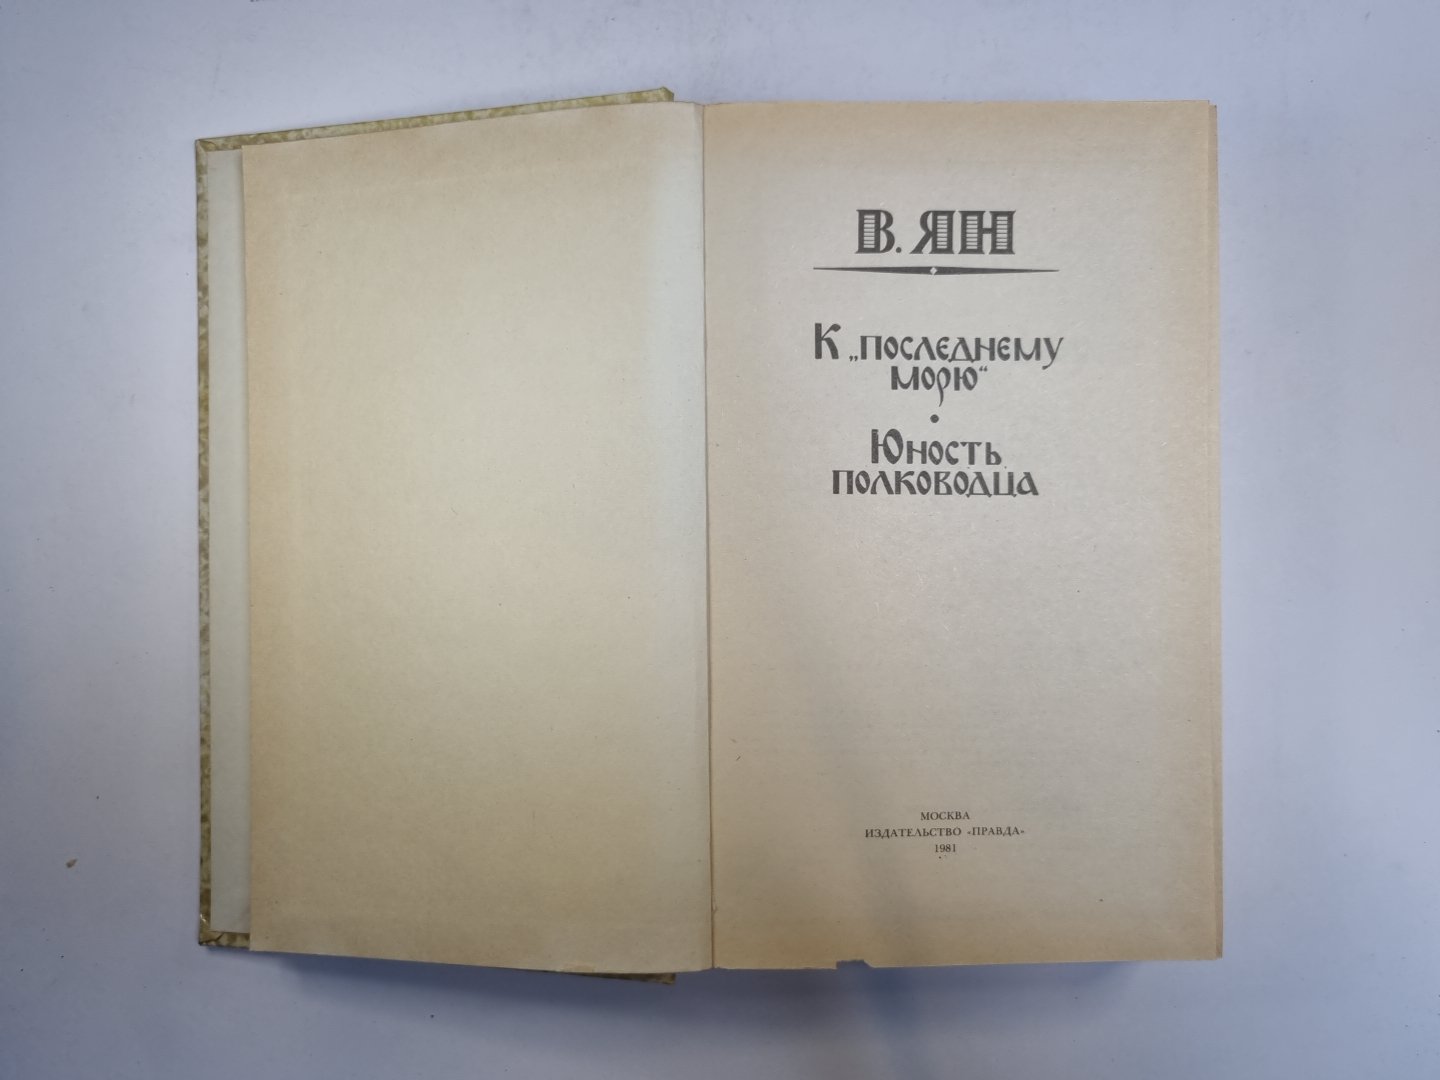 В. ЯН
К „ПОСЛЕДНЕМУ
МОРЮ“
•
ЮНОСТЬ
ПОЛКОВОДЦА
МОСКВА
ИЗДАТЕЛЬСТВО «ПРАВДА»
1981